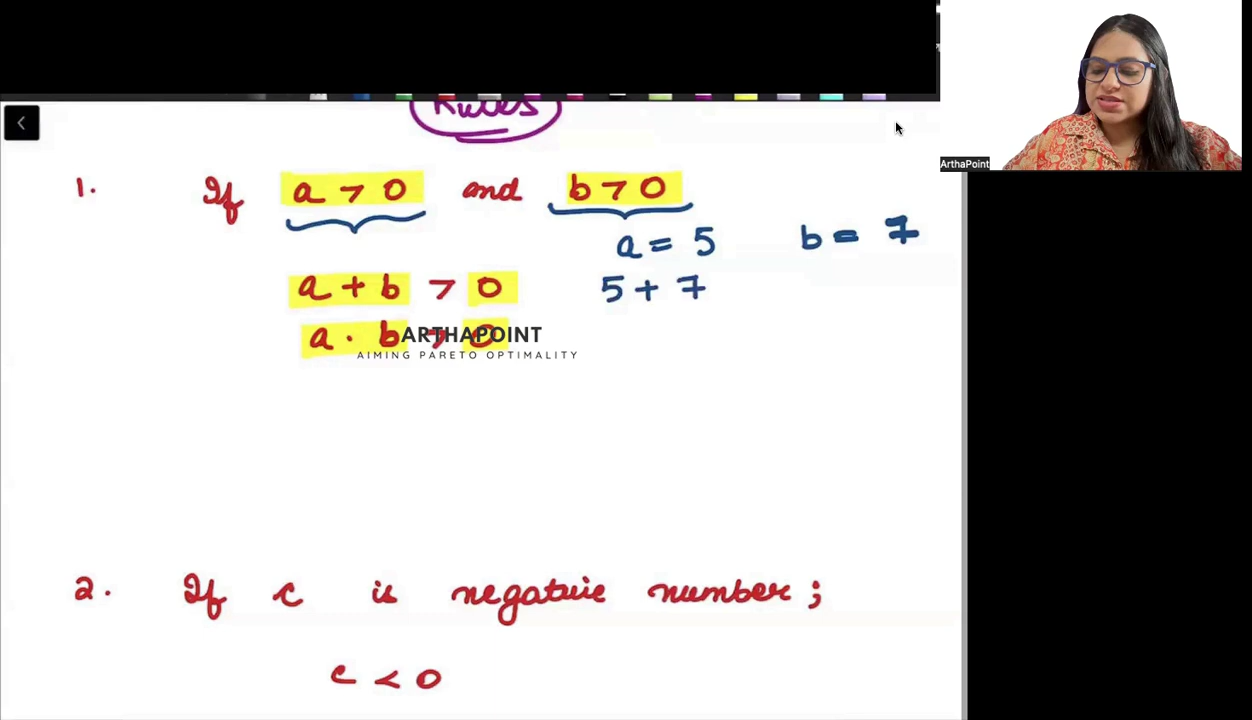 Rules
ArthaPoint
1. If a > 0 and b > 0
a = 5 b = 7
a + b > 0 5 + 7
a · b > 0
ARTHAPOINT
AIMING PARETO OPTIMALITY
2. If c is negative number;
c < 0